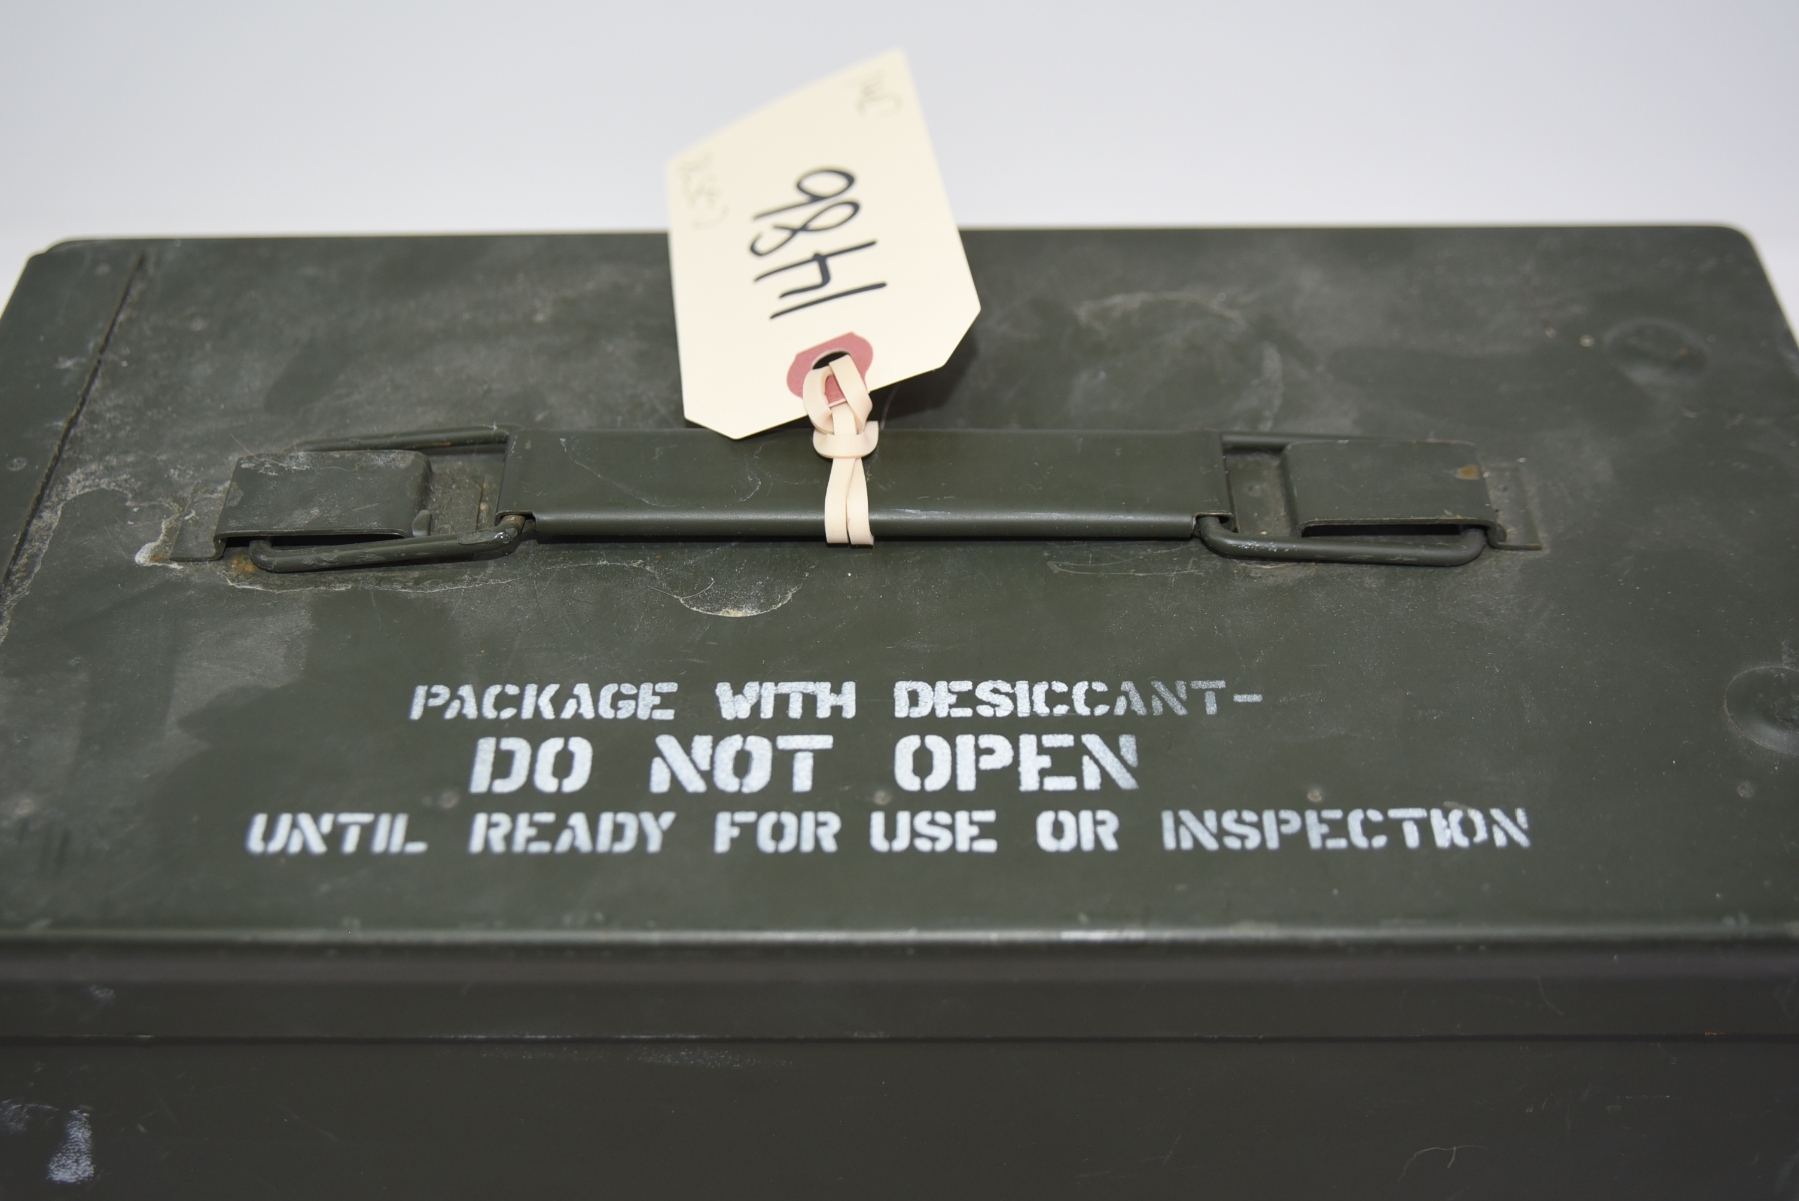 1486
PACKAGE WITH DESICCANT-
DO NOT OPEN
UNTIL READY FOR USE OR INSPECTION